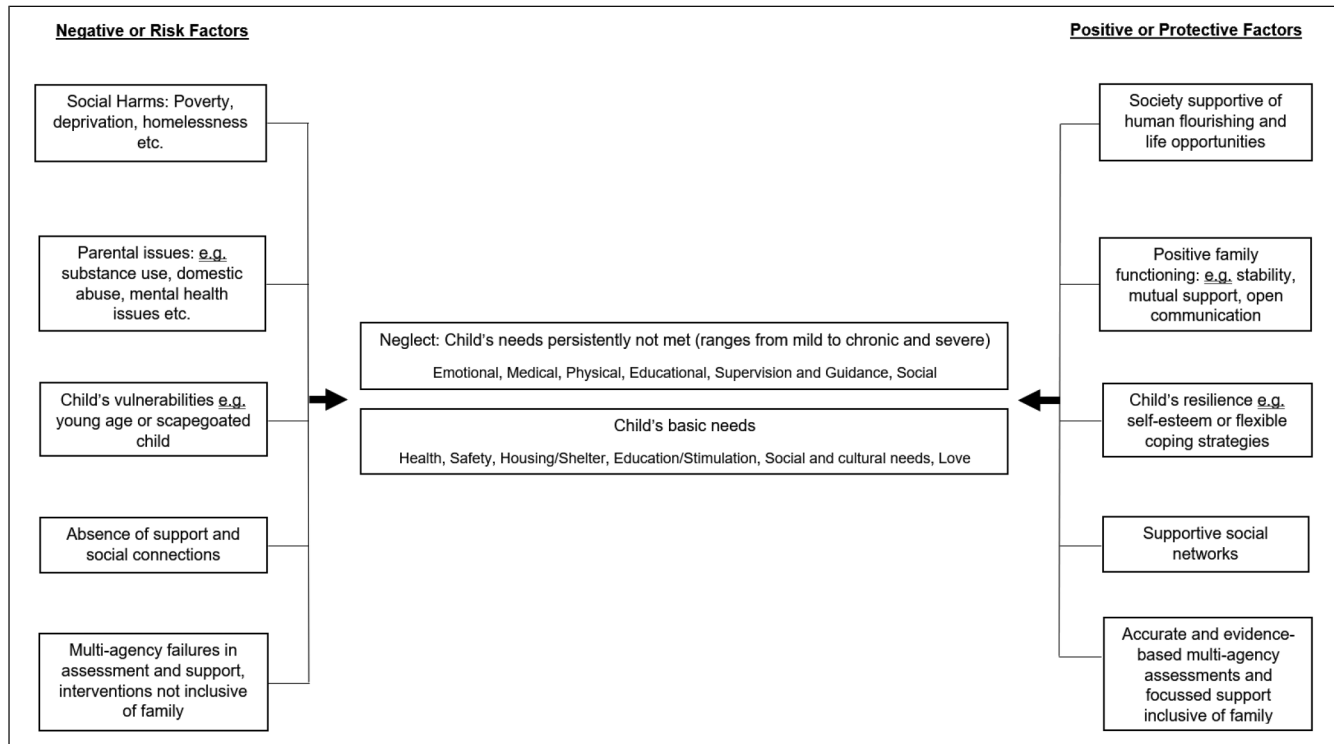 Negative or Risk Factors
Social Harms: Poverty,
deprivation, homelessness
etc.
Parental issues: e.g.
substance use, domestic
abuse, mental health
issues etc.
Child's vulnerabilities e.g.
young age or scapegoated
child
Absence of support and
social connections
Multi-agency failures in
assessment and support,
interventions not inclusive
of family
Neglect: Child's needs persistently not met (ranges from mild to chronic and severe)
Emotional, Medical, Physical, Educational, Supervision and Guidance, Social
Child's basic needs
Health, Safety, Housing/Shelter, Education/Stimulation, Social and cultural needs, Love
Positive or Protective Factors
Society supportive of
human flourishing and
life opportunities
Positive family
functioning: e.g. stability,
mutual support, open
communication
Child's resilience e.g.
self-esteem or flexible
coping strategies
Supportive social
networks
Accurate and evidence-
based multi-agency
assessments and
focussed support
inclusive of family